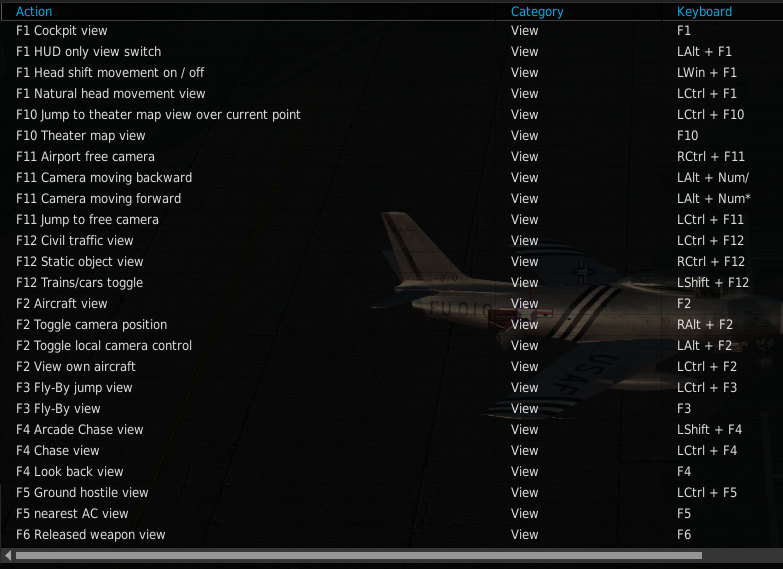 Action Category Keyboard
F1 Cockpit view View F1
F1 HUD only view switch View LAlt + F1
F1 Head shift movement on / off View LWin + F1
F1 Natural head movement view View LCtrl + F1
F10 Jump to theater map view over current point View LCtrl + F10
F10 Theater map view View F10
F11 Airport free camera View RCtrl + F11
F11 Camera moving backward View LAlt + Num/
F11 Camera moving forward View LAlt + Num*
F11 Jump to free camera View LCtrl + F11
F12 Civil traffic view View LCtrl + F12
F12 Static object view View RCtrl + F12
F12 Trains/cars toggle View LShift + F12
F2 Aircraft view View F2
F2 Toggle camera position View RAlt + F2
F2 Toggle local camera control View LAlt + F2
F2 View own aircraft View LCtrl + F2
F3 Fly-By jump view View LCtrl + F3
F3 Fly-By view View F3
F4 Arcade Chase view View LShift + F4
F4 Chase view View LCtrl + F4
F4 Look back view View F4
F5 Ground hostile view View LCtrl + F5
F5 nearest AC view View F5
F6 Released weapon view View F6
USAF